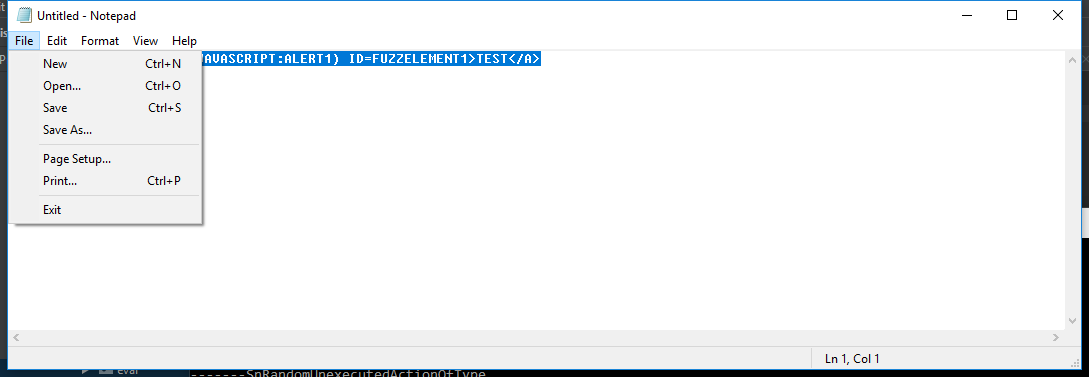 Untitled - Notepad
File Edit Format View Help
AVASCRIPT:ALERT1) ID=FUZZELEMENT1>TEST</A>
New Ctrl+N
Open... Ctrl+O
Save Ctrl+S
Save As...
Page Setup...
Print... Ctrl+P
Exit
Ln 1, Col 1
eval
-------SnRandomUnexecutedActionOfType